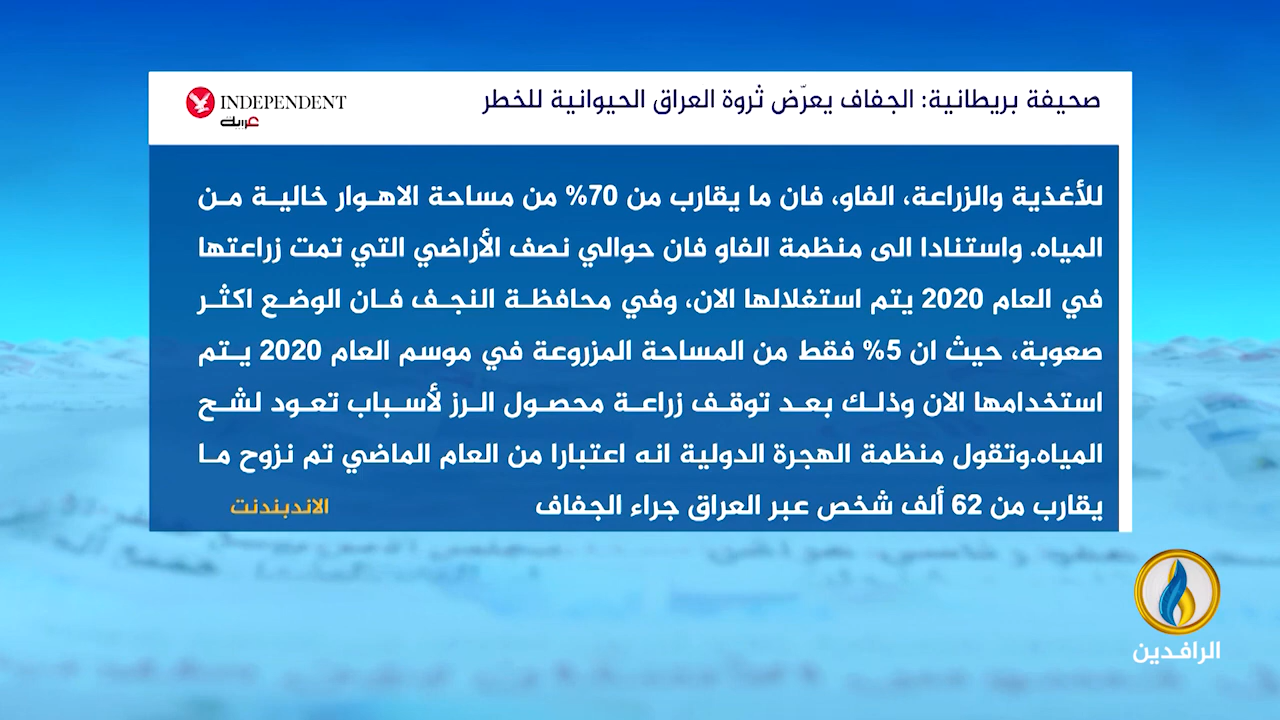 صحيفة بريطانية: الجفاف يعرّض ثروة العراق الحيوانية للخطر
INDEPENDENT
عربية
للأغذية والزراعة، الفاو، فان ما يقارب من 70% من مساحة الاهوار خالية من
المياه. واستنادا الى منظمة الفاو فان حوالي نصف الأراضي التي تمت زراعتها
في العام 2020 يتم استغلالها الان، وفي محافظة النجف فان الوضع اكثر
صعوبة، حيث ان 5% فقط من المساحة المزروعة في موسم العام 2020 يتم
استخدامها الان وذلك بعد توقف زراعة محصول الرز لأسباب تعود لشح
المياه.وتقول منظمة الهجرة الدولية انه اعتبارا من العام الماضي تم نزوح ما
يقارب من 62 ألف شخص عبر العراق جراء الجفاف
الاندبندنت
الرافدين